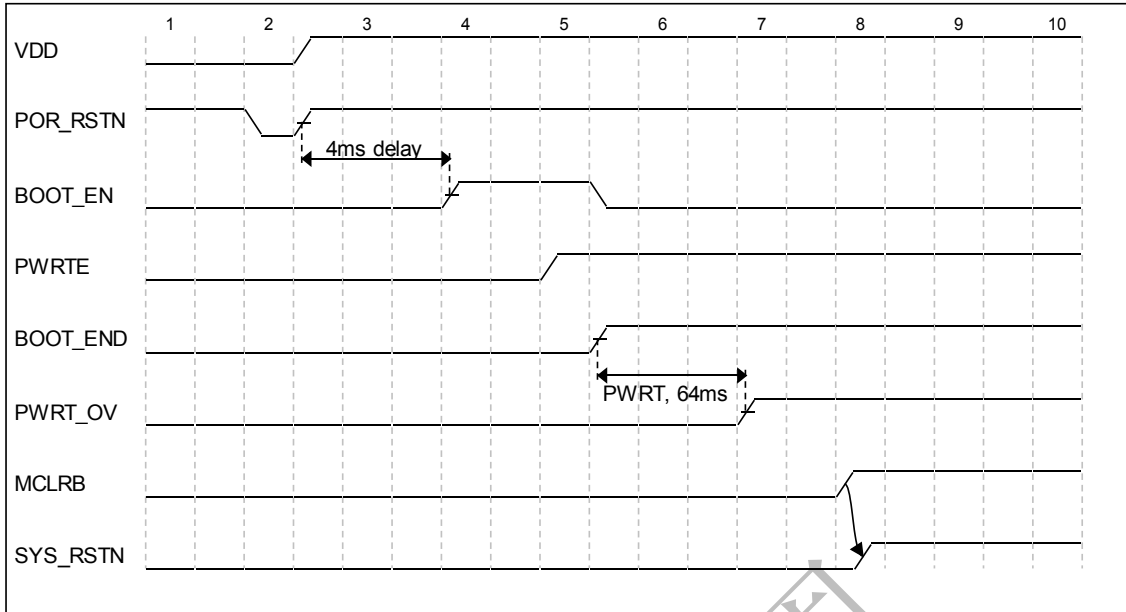 1 2 3 4 5 6 7 8 9 10
VDD
POR_RSTN
4ms delay
BOOT_EN
PWRTE
BOOT_END
PWRT, 64ms
PWRT_OV
MCLRB
SYS_RSTN